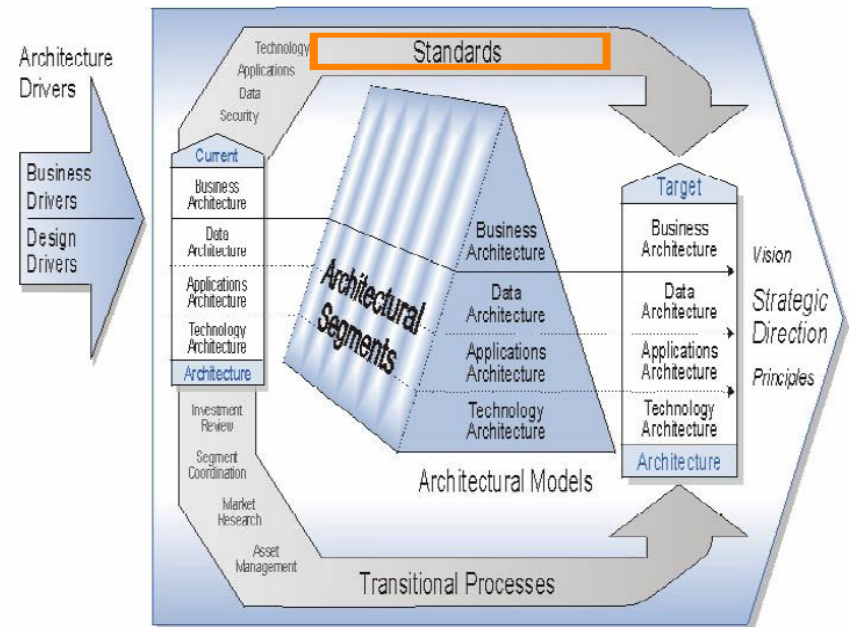 Architecture
Drivers
Business
Drivers
Design
Drivers
Technology
Applications
Data
Security
Standards
Current
Business
Architecture
Data
Architecture
Applications
Architecture
Technology
Architecture
Architecture
Investment
Review
Segment
Coordination
Market
Research
Asset
Management
Transitional Processes
Architectural
Segments
Business
Architecture
Data
Architecture
Applications
Architecture
Technology
Architecture
Architectural Models
Target
Business
Architecture
Data
Architecture
Applications
Architecture
Technology
Architecture
Architecture
Vision
Strategic
Direction
Principles